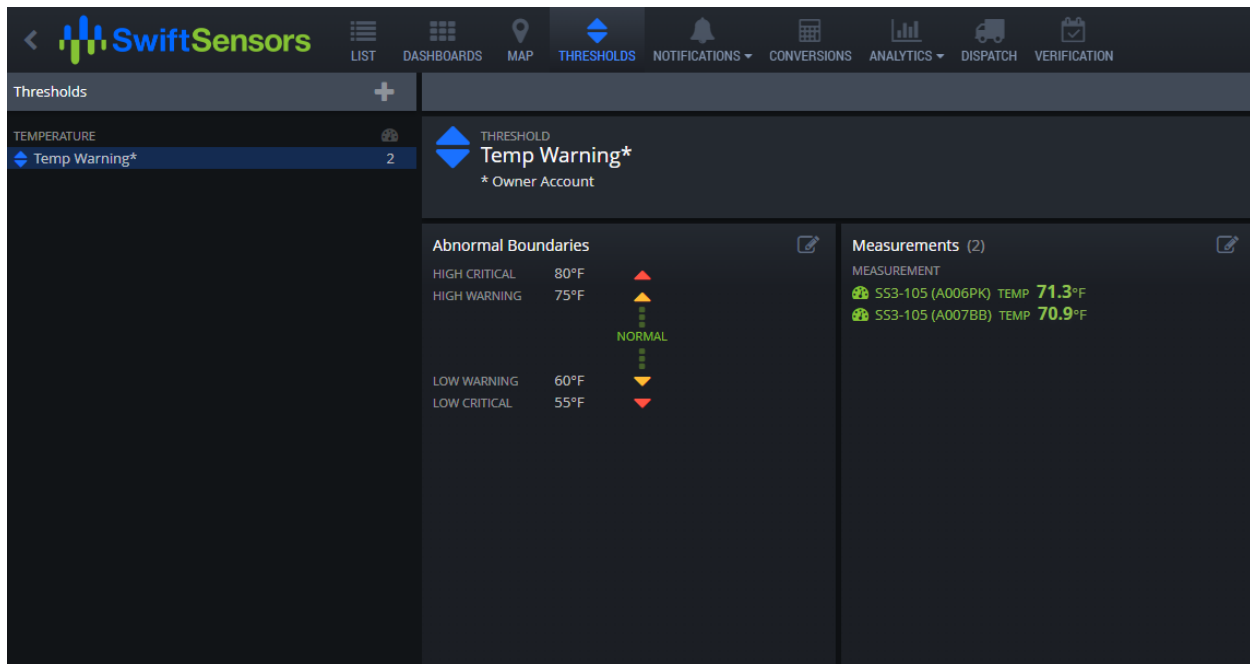 SwiftSensors
LIST DASHBOARDS MAP THRESHOLDS NOTIFICATIONS CONVERSIONS ANALYTICS DISPATCH VERIFICATION
Thresholds
TEMPERATURE
Temp Warning* 2
THRESHOLD
Temp Warning*
* Owner Account
Abnormal Boundaries
HIGH CRITICAL 80°F
HIGH WARNING 75°F
NORMAL
LOW WARNING 60°F
LOW CRITICAL 55°F
Measurements (2)
MEASUREMENT
SS3-105 (A006PK) TEMP 71.3°F
SS3-105 (A007BB) TEMP 70.9°F